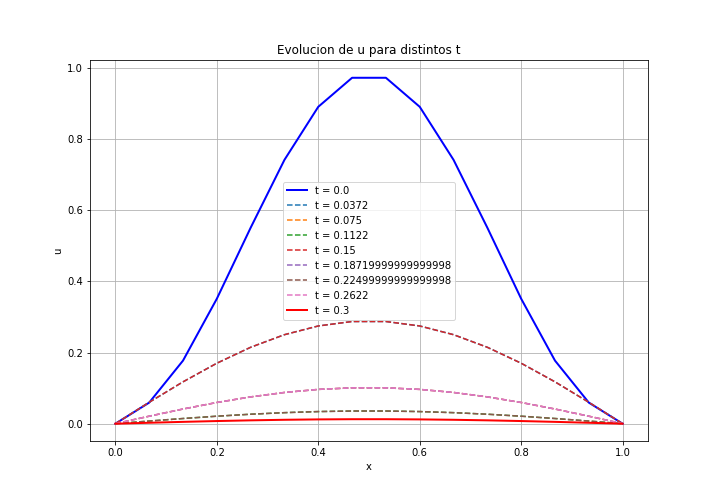 Evolucion de u para distintos t
1.0
0.8
0.6
0.4
0.2
0.0
u
t = 0.0
t = 0.0372
t = 0.075
t = 0.1122
t = 0.15
t = 0.18719999999999998
t = 0.22499999999999998
t = 0.2622
t = 0.3
0.0 0.2 0.4 0.6 0.8 1.0
x